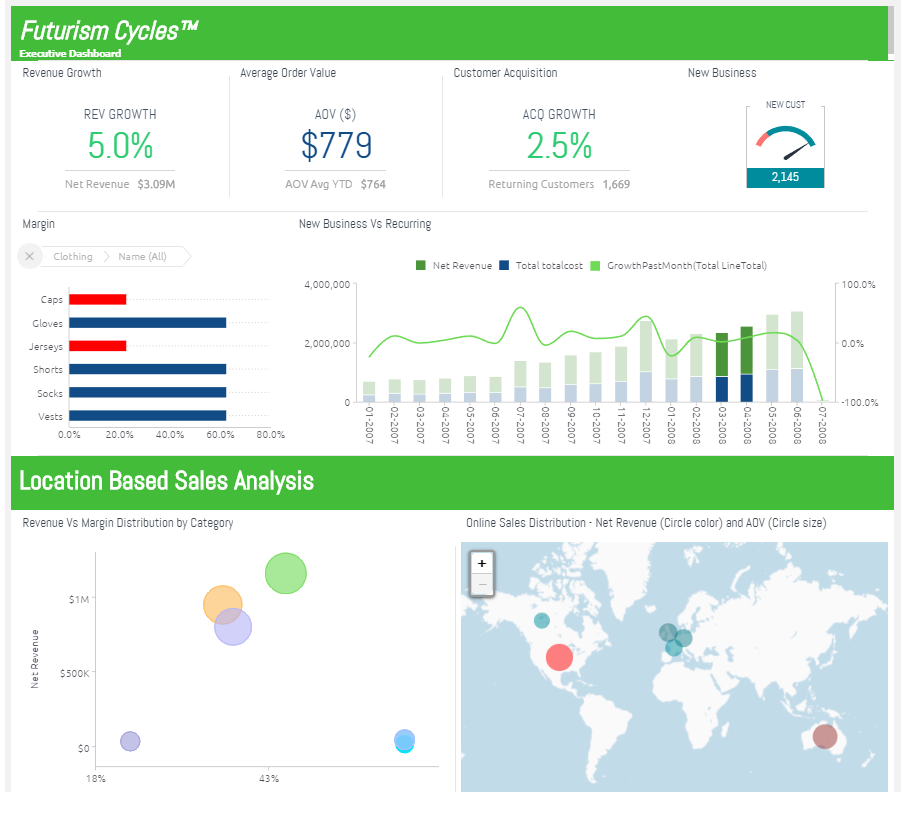 Futurism Cycles™
Executive Dashboard
Revenue Growth
Average Order Value
Customer Acquisition
New Business
REV GROWTH
5.0%
Net Revenue $3.09M
AOV ($)
$779
AOV Avg YTD $764
ACQ GROWTH
2.5%
Returning Customers 1,669
NEW CUST
2,145
Margin
New Business Vs Recurring
× Clothing Name (All)
Caps
Gloves
Jerseys
Shorts
Socks
Vests
0.0% 20.0% 40.0% 60.0% 80.0%
Net Revenue Total totalcost GrowthPastMonth(Total LineTotal)
4,000,000
2,000,000
0
100.0%
0.0%
-100.0%
01-2007
02-2007
03-2007
04-2007
05-2007
06-2007
07-2007
08-2007
09-2007
10-2007
11-2007
12-2007
01-2008
02-2008
03-2008
04-2008
05-2008
06-2008
07-2008
Location Based Sales Analysis
Revenue Vs Margin Distribution by Category
Online Sales Distribution - Net Revenue (Circle color) and AOV (Circle size)
Net Revenue
$1M
$500K
$0
18% 43%
+
−